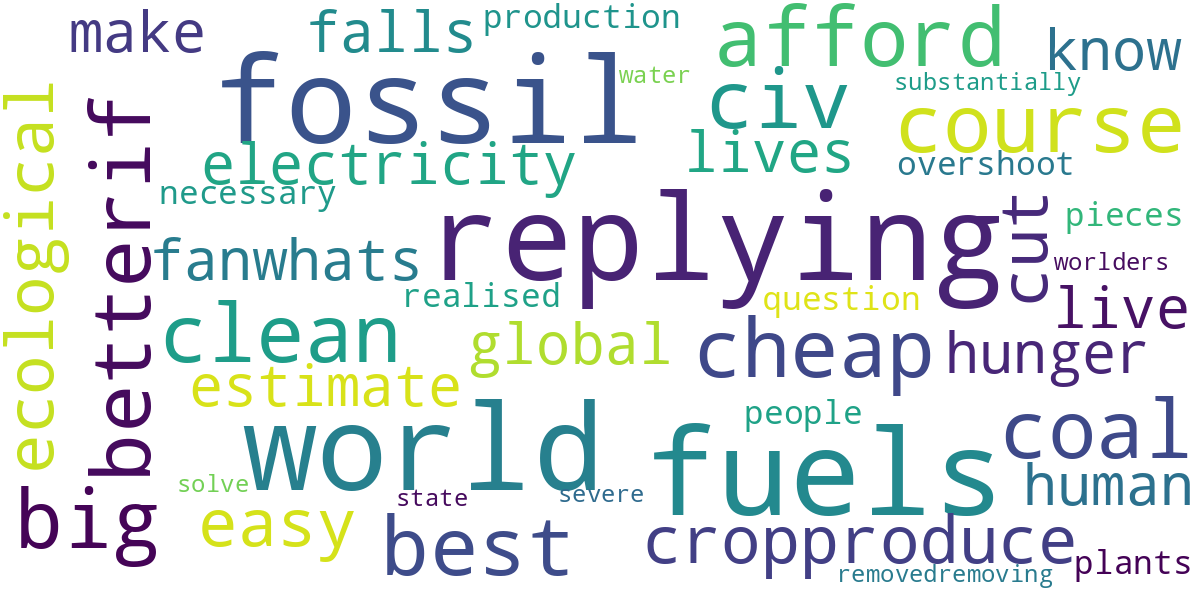 make
falls
production
afford
know
fossil
water
civ
substantially
course
ecological
betterif
electricity
lives
overshoot
necessary
replying
cut
pieces
fanwhats
worlders
realised
question
live
clean
global
cheap
hunger
estimate
world
people
coal
fuels
human
solve
state
severe
big
easy
best
cropproduce
plants
removedremoving